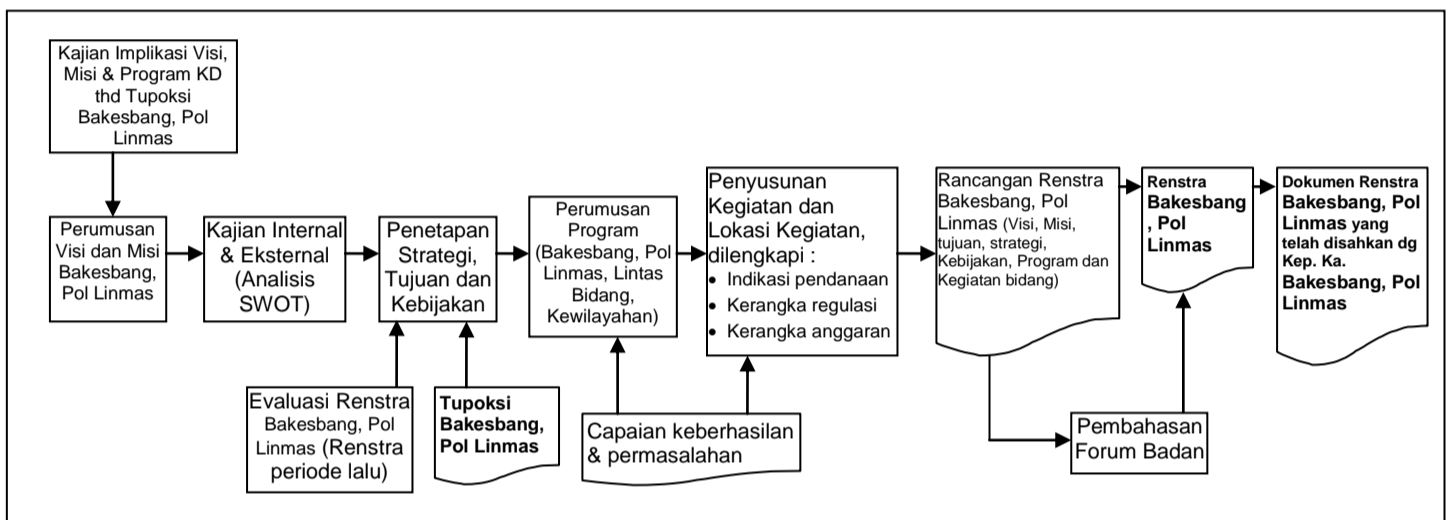 Kajian Implikasi Visi,
Misi & Program KD
thd Tupoksi
Bakesbang, Pol
Linmas
Perumusan
Visi dan Misi
Bakesbang,
Pol Linmas
Kajian Internal
& Eksternal
(Analisis
SWOT)
Penetapan
Strategi,
Tujuan dan
Kebijakan
Perumusan
Program
(Bakesbang, Pol
Linmas, Lintas
Bidang,
Kewilayahan)
Penyusunan
Kegiatan dan
Lokasi Kegiatan,
dilengkapi :
• Indikasi pendanaan
• Kerangka regulasi
• Kerangka anggaran
Rancangan Renstra
Bakesbang, Pol
Linmas (Visi, Misi,
tujuan, strategi,
Kebijakan, Program dan
Kegiatan bidang)
Renstra
Bakesbang
, Pol
Linmas
Dokumen Renstra
Bakesbang, Pol
Linmas yang
telah disahkan dg
Kep. Ka.
Bakesbang, Pol
Linmas
Evaluasi Renstra
Bakesbang, Pol
Linmas (Renstra
periode lalu)
Tupoksi
Bakesbang,
Pol Linmas
Capaian keberhasilan
& permasalahan
Pembahasan
Forum Badan